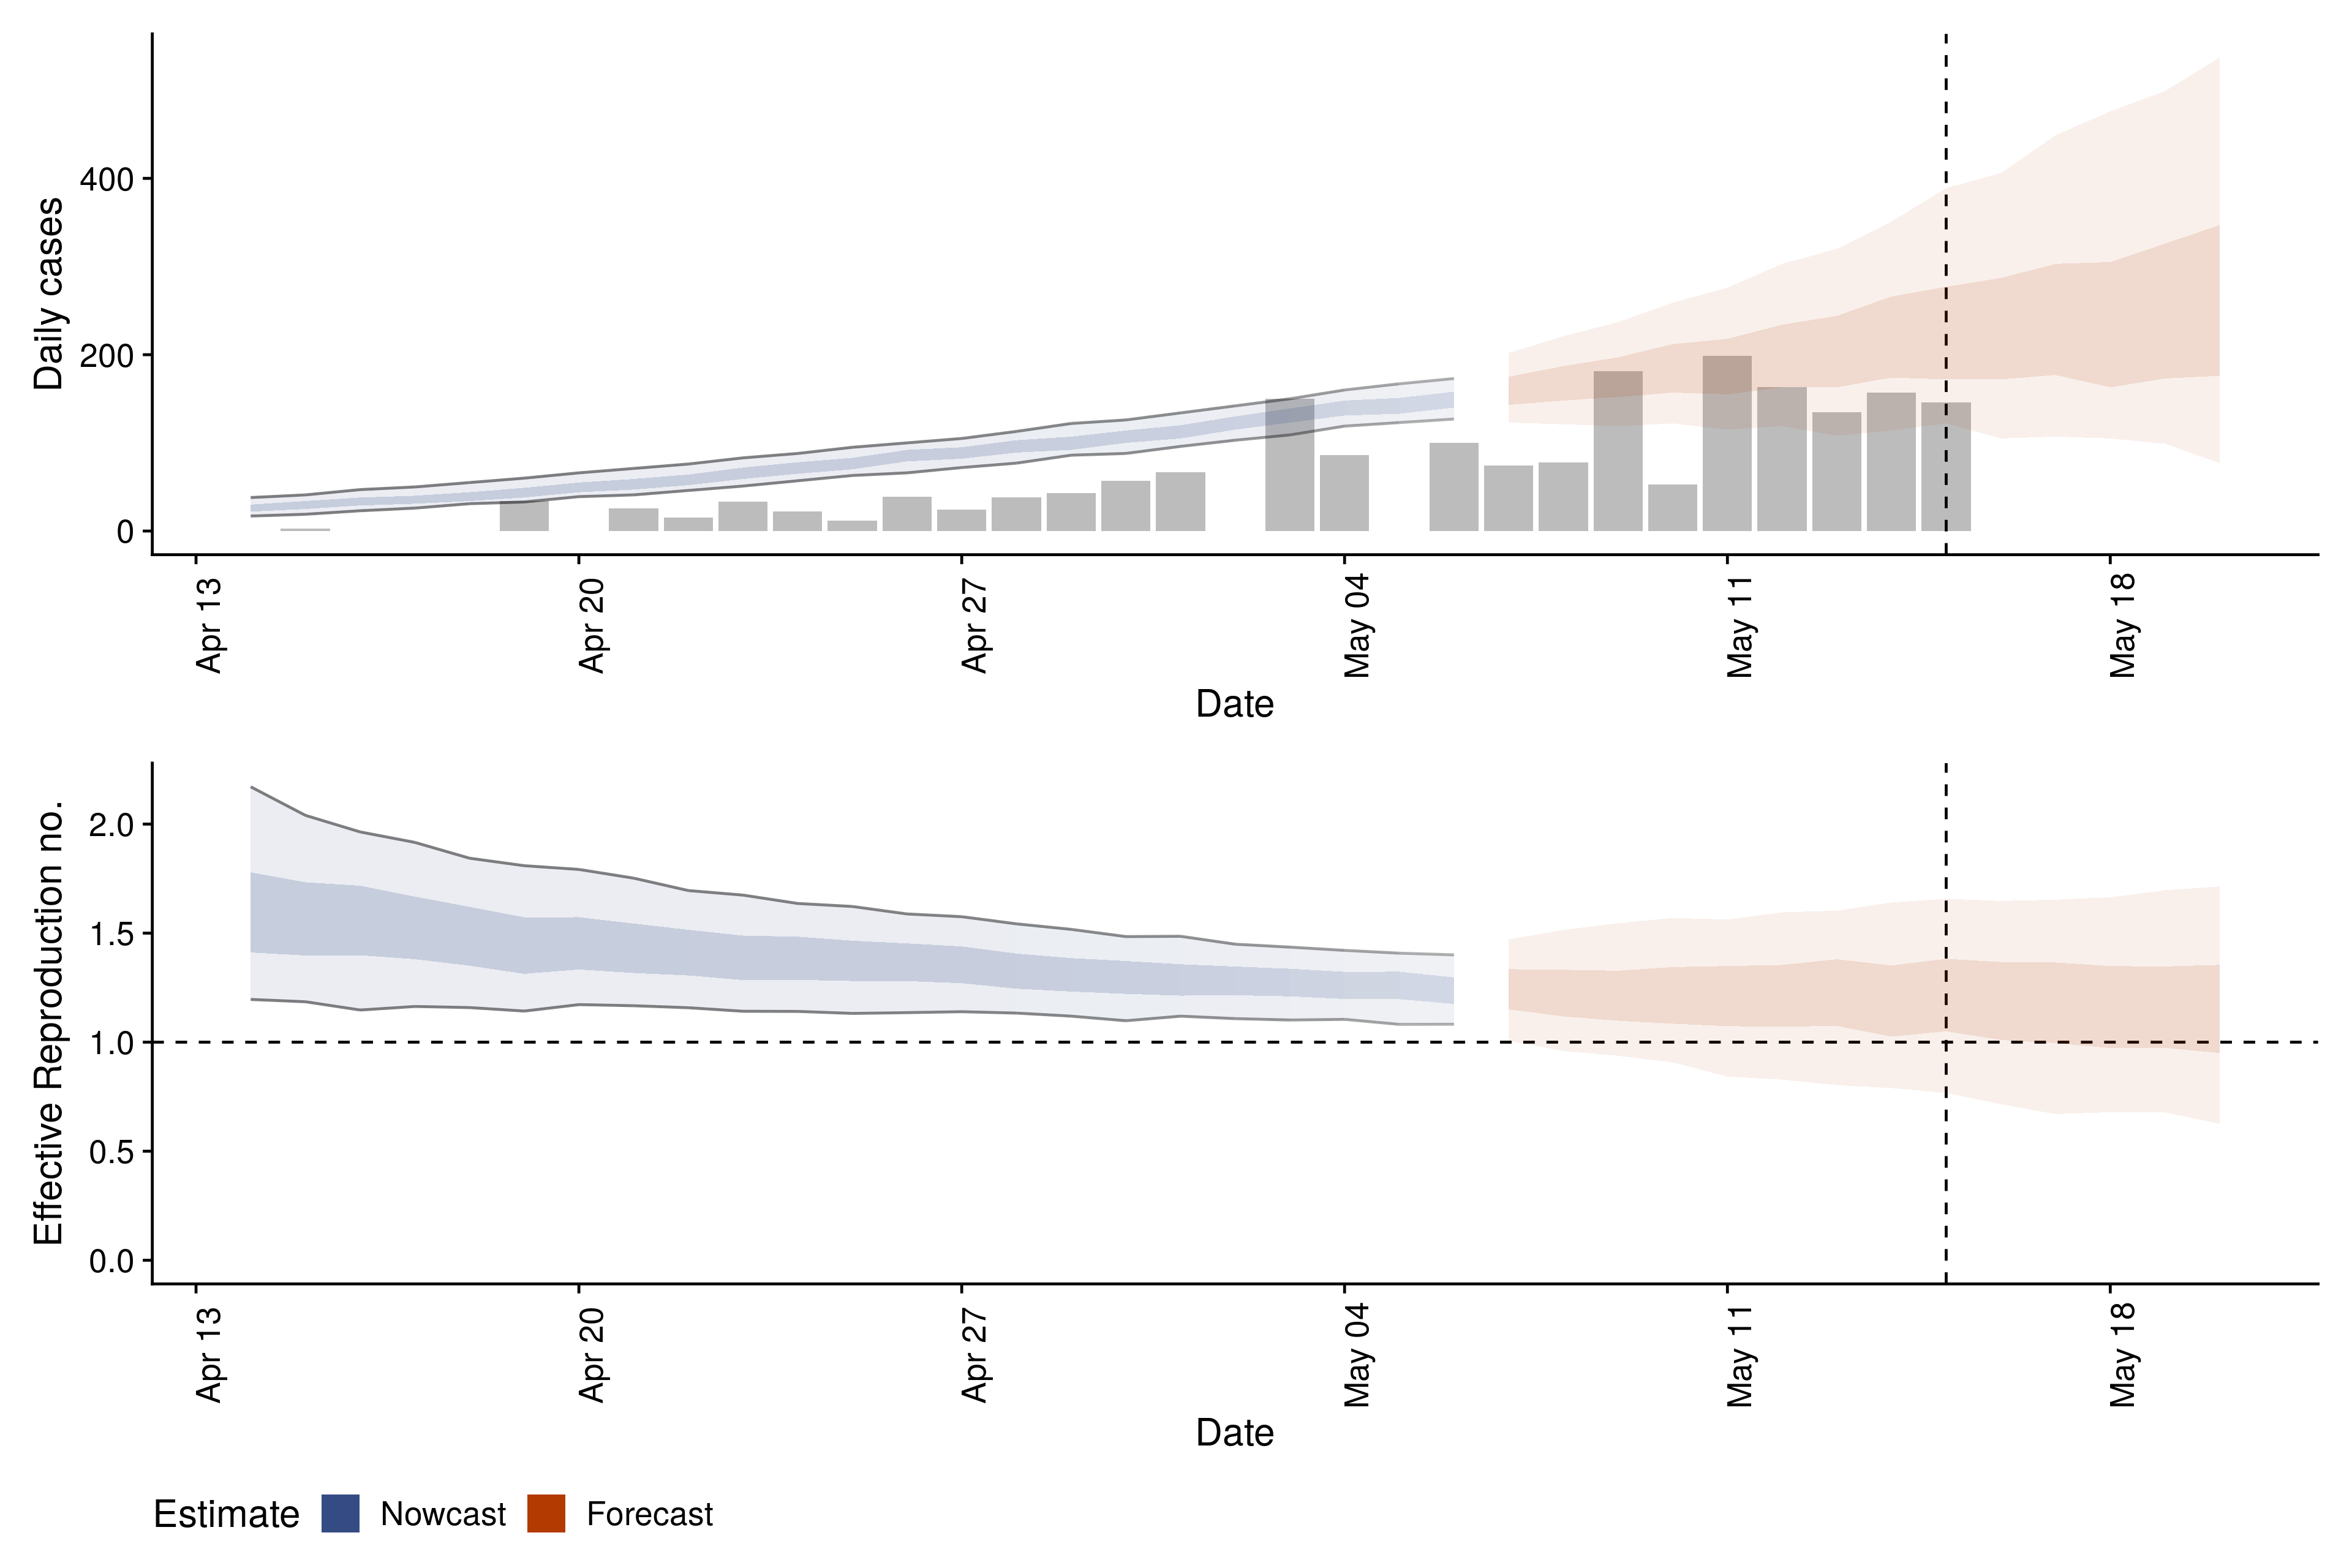 Daily cases
400
200
0
Apr 13
Apr 20
Apr 27
May 04
May 11
May 18
Date
Effective Reproduction no.
2.0
1.5
1.0
0.5
0.0
Apr 13
Apr 20
Apr 27
May 04
May 11
May 18
Date
Estimate Nowcast Forecast